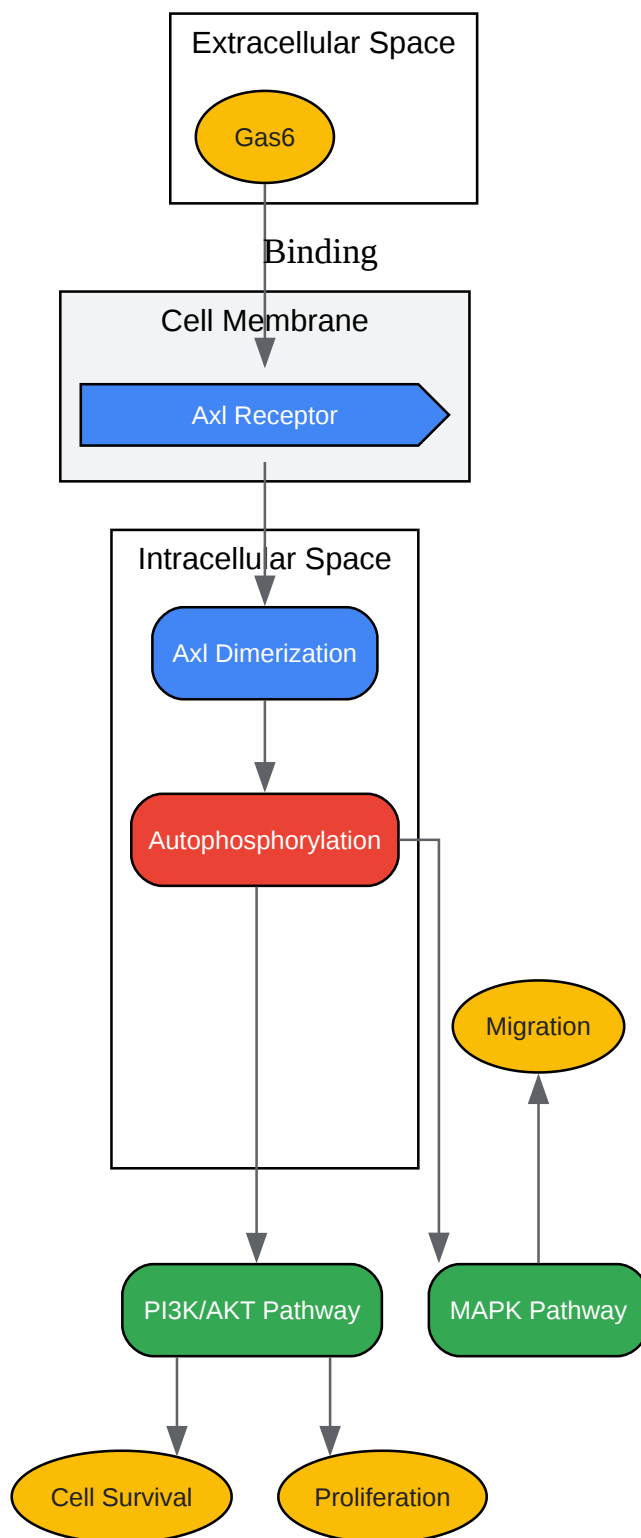 Extracellular Space
Gas6
Binding
Cell Membrane
Axl Receptor
Intracellular Space
Axl Dimerization
Autophosphorylation
Migration
PI3K/AKT Pathway
MAPK Pathway
Cell Survival
Proliferation